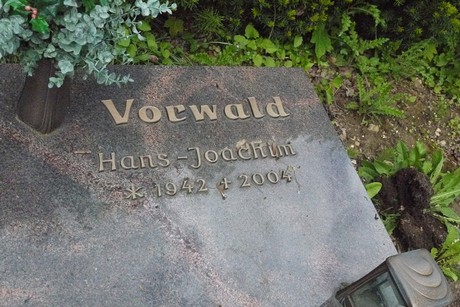 Vorwald
Hans-Joachim
* 1942 † 2004